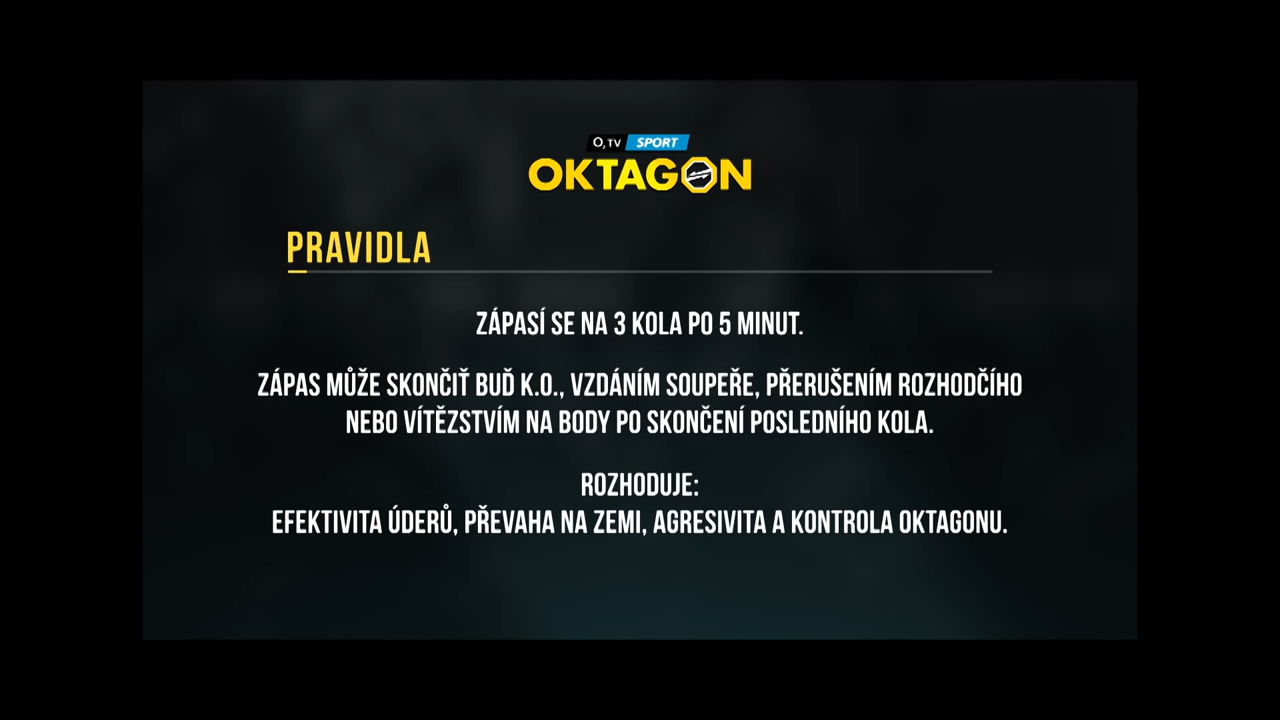 O2 TV SPORT
OKTAGON
PRAVIDLA
ZÁPASÍ SE NA 3 KOLA PO 5 MINUT.
ZÁPAS MŮŽE SKONČIŤ BUĎ K.O., VZDÁNÍM SOUPEŘE, PŘERUŠENÍM ROZHODČÍHO
NEBO VÍTĚZSTVÍM NA BODY PO SKONČENÍ POSLEDNÍHO KOLA.
ROZHODUJE:
EFEKTIVITA ÚDERŮ, PŘEVAHA NA ZEMI, AGRESIVITA A KONTROLA OKTAGONU.